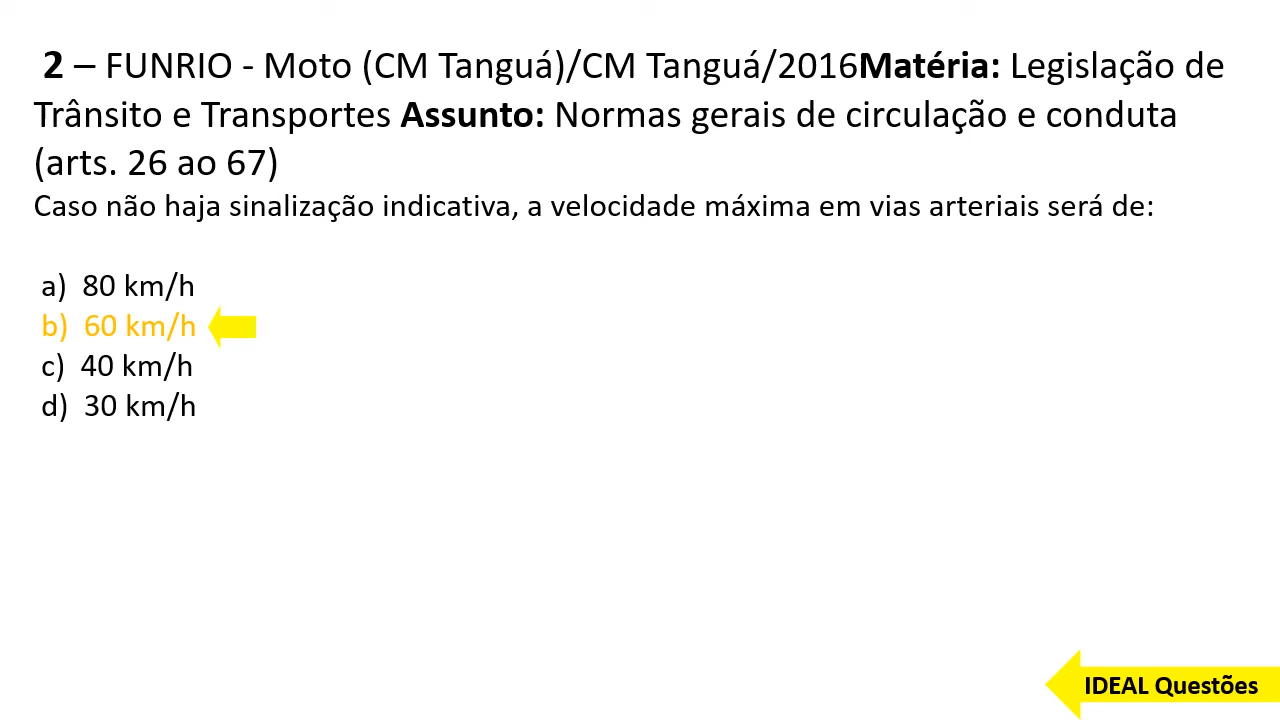 2 – FUNRIO - Moto (CM Tanguá)/CM Tanguá/2016Matéria: Legislação de
Trânsito e Transportes Assunto: Normas gerais de circulação e conduta
(arts. 26 ao 67)
Caso não haja sinalização indicativa, a velocidade máxima em vias arteriais será de:
a) 80 km/h
b) 60 km/h
c) 40 km/h
d) 30 km/h
IDEAL Questões